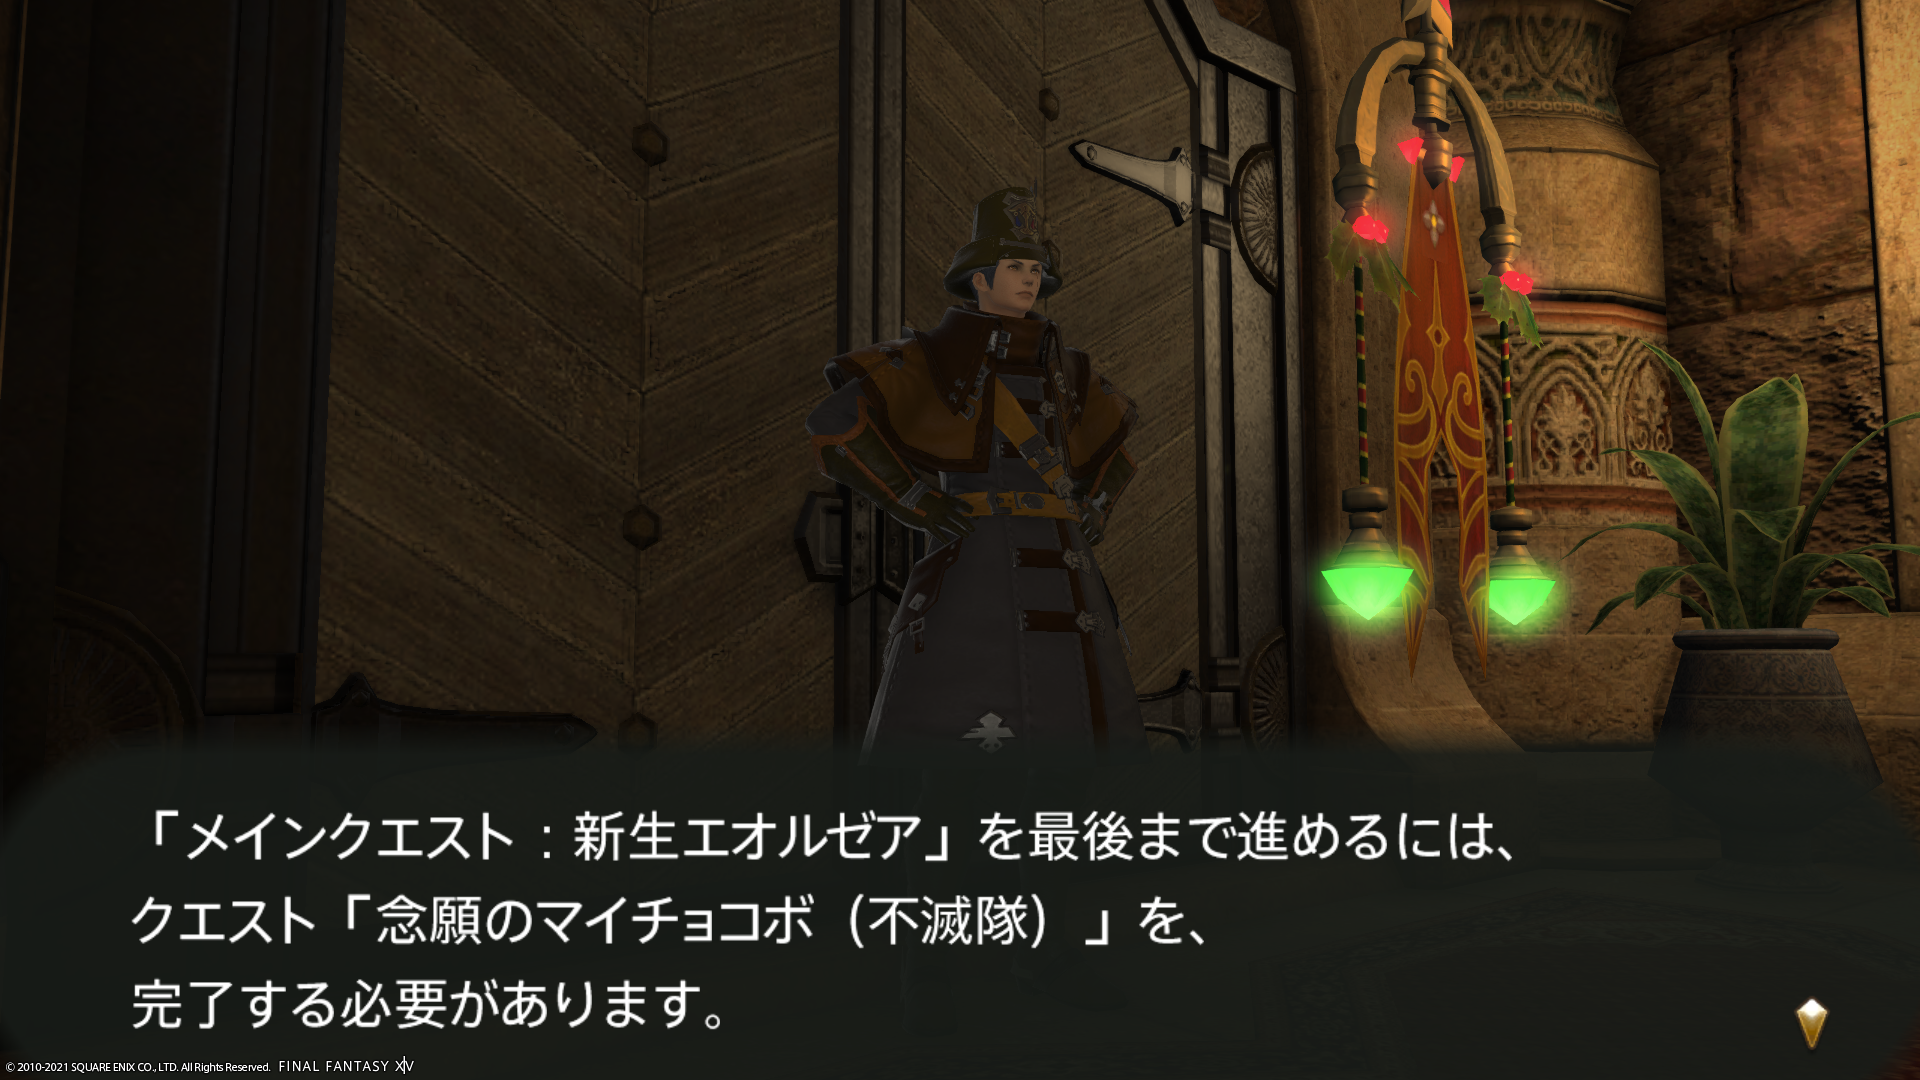 「メインクエスト：新生エオルゼア」を最後まで進めるには、
クエスト「念願のマイチョコボ（不滅隊）」を、
完了する必要があります。
© 2010-2021 SQUARE ENIX CO., LTD. All Rights Reserved. FINAL FANTASY XIV